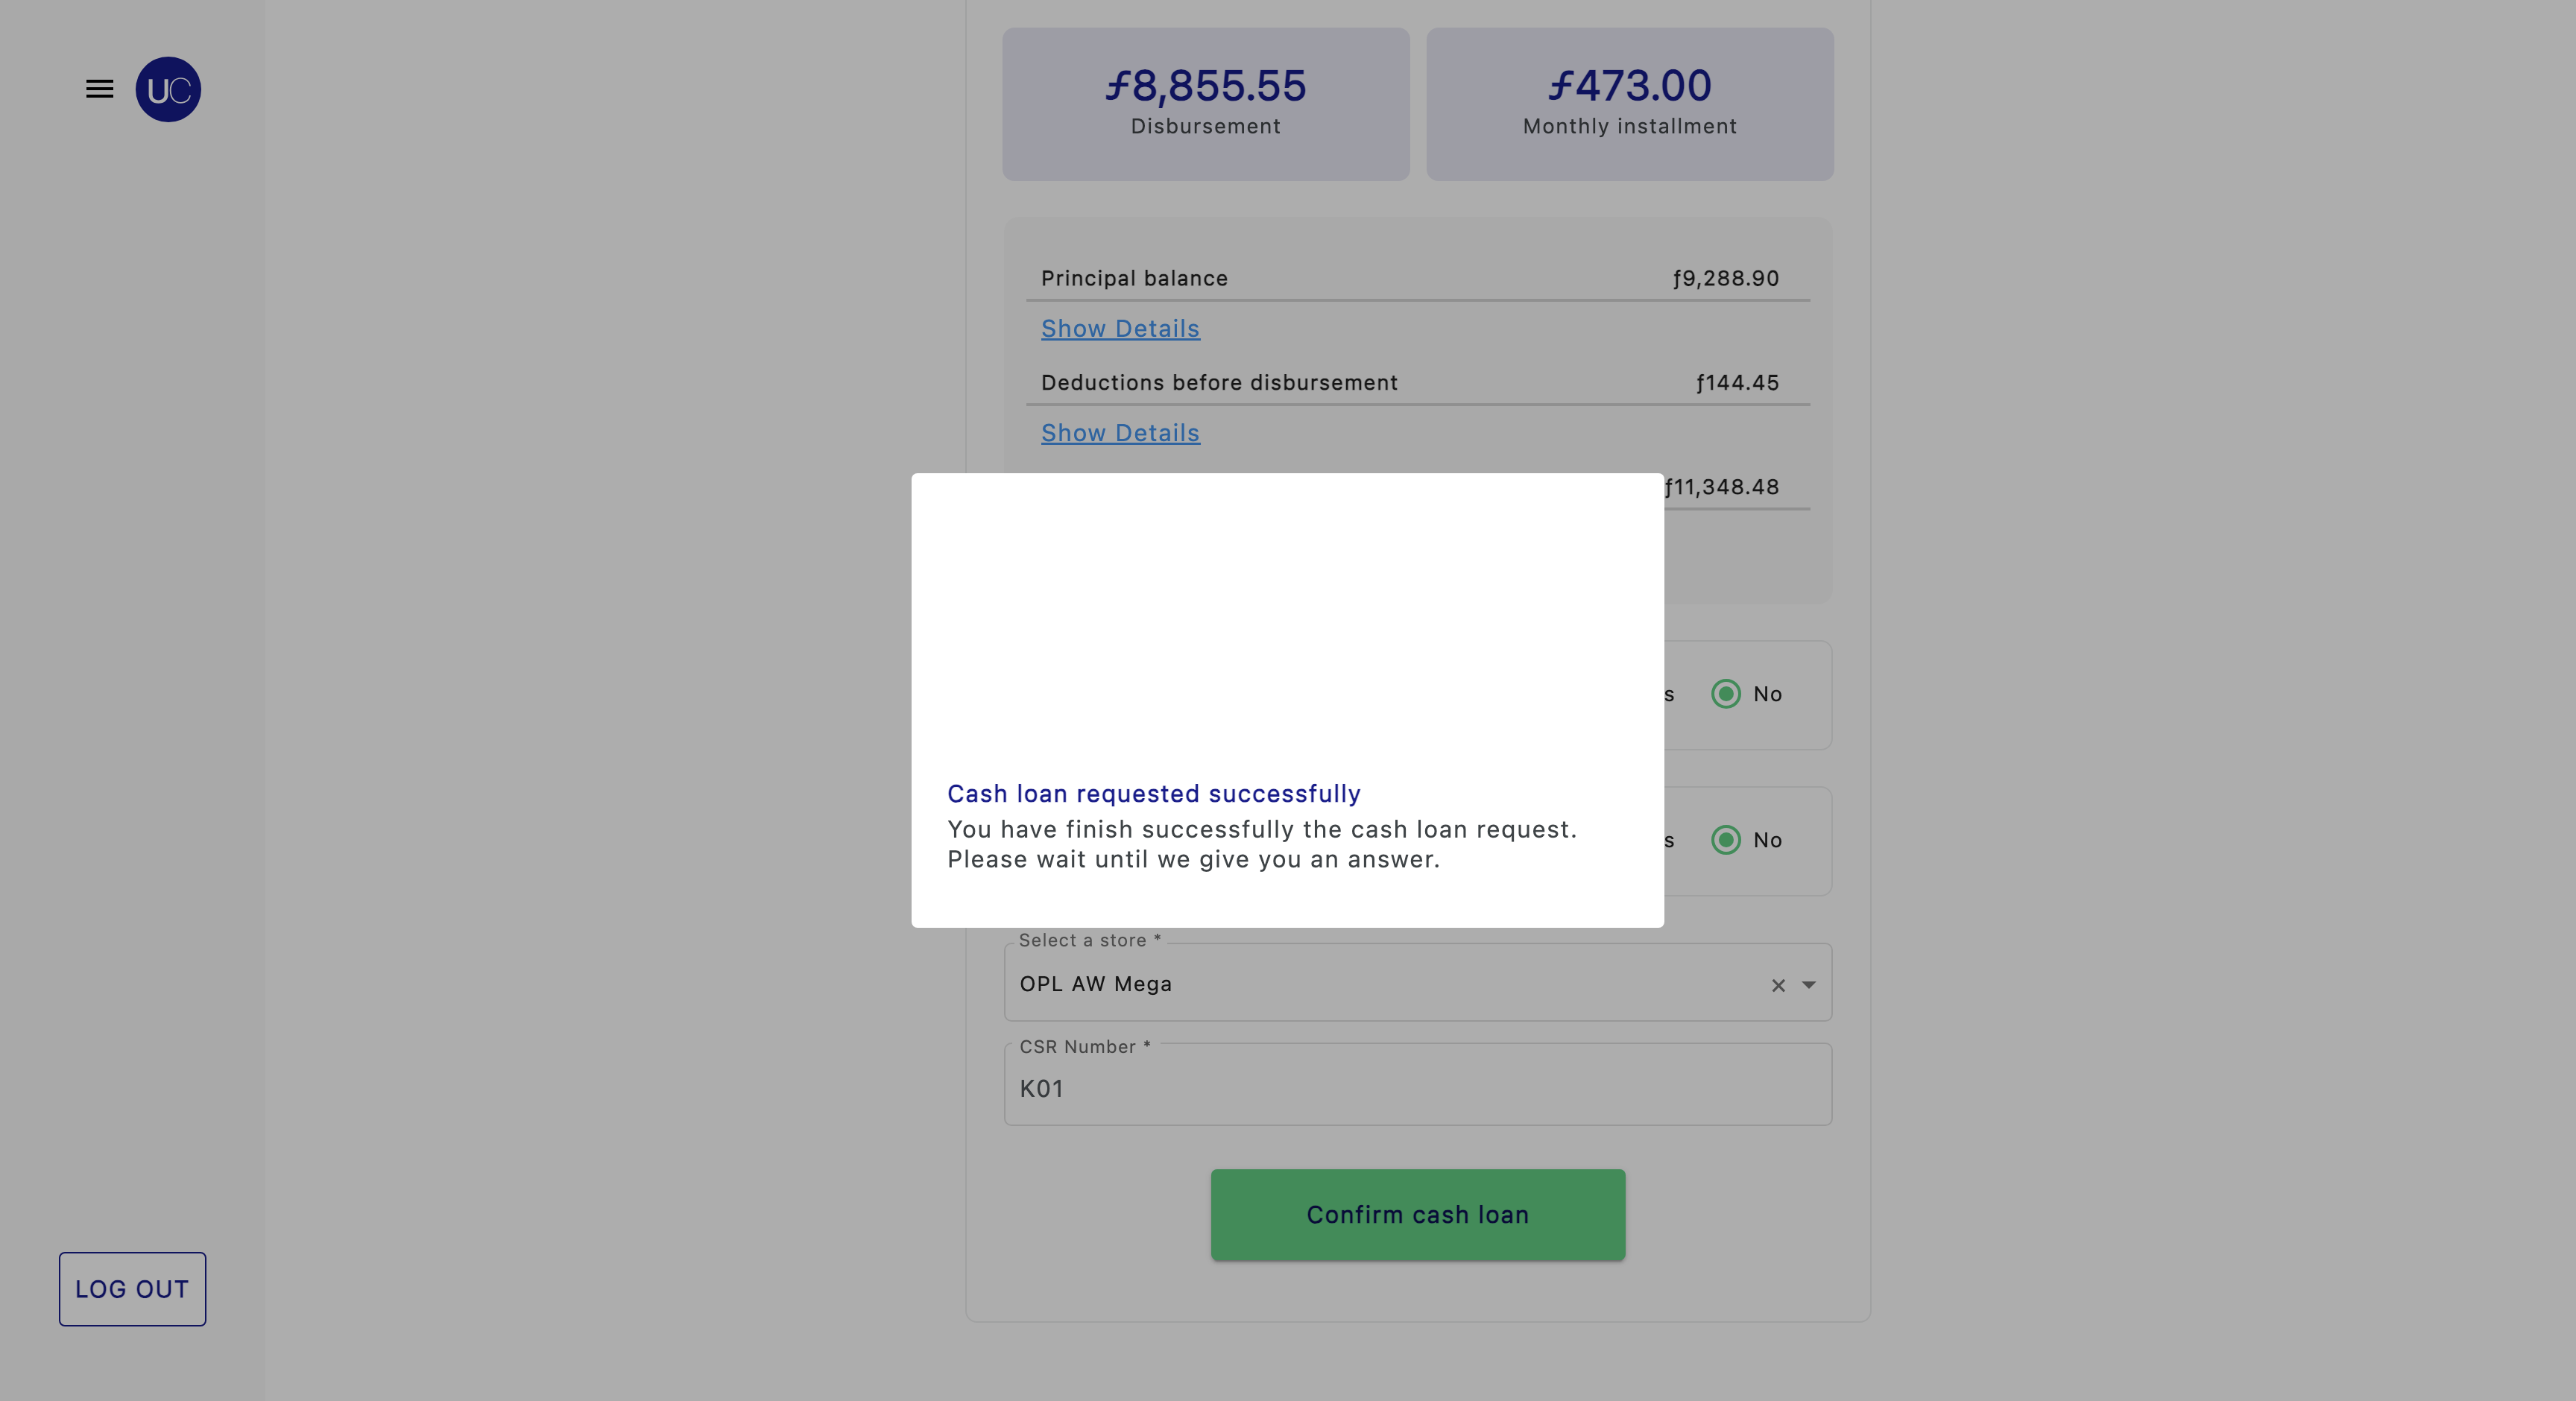 UC
ƒ8,855.55
Disbursement
ƒ473.00
Monthly installment
Principal balance ƒ9,288.90
Show Details
Deductions before disbursement ƒ144.45
Show Details
ƒ11,348.48
s No
Cash loan requested successfully
You have finish successfully the cash loan request.
Please wait until we give you an answer.
s No
Select a store *
OPL AW Mega
CSR Number *
K01
Confirm cash loan
LOG OUT